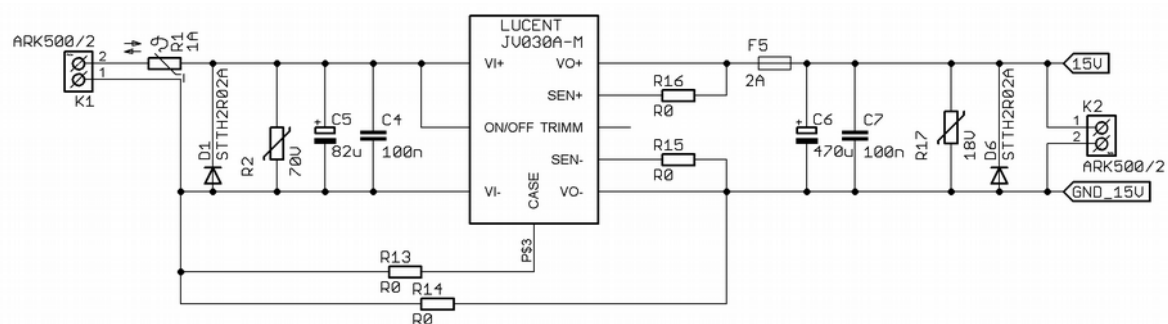 LUCENT
JV030A-M
ARK500/2
2
1
K1
R1
1A
D1
STTH2R02A
R2
70V
+
C5
82u
C4
100n
VI+
ON/OFF
VI-
CASE
VO+
SEN+
TRIMM
SEN-
VO-
P$3
R16
R0
R15
R0
R13
R0
R14
R0
F5
2A
+
C6
470u
C7
100n
R17
18V
D6
STTH2R02A
15V
K2
1
2
ARK500/2
GND_15V